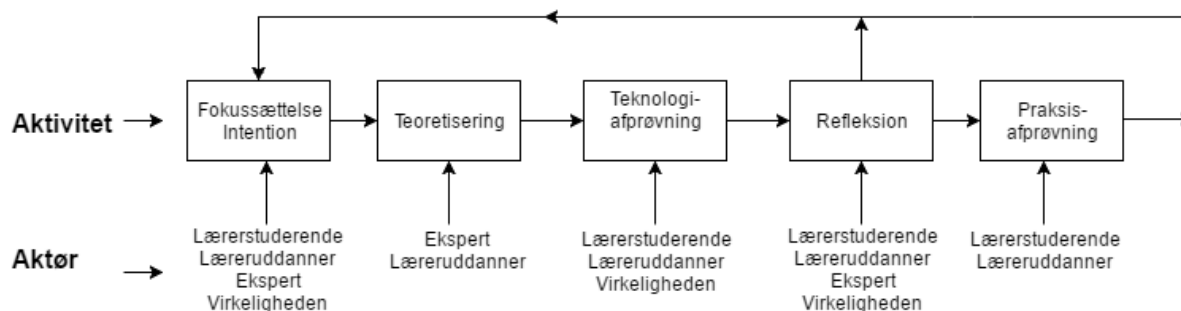 Aktivitet
Fokussættelse
Intention
Teoretisering
Teknologi-
afprøvning
Refleksion
Praksis-
afprøvning
Aktør
Lærerstuderende
Læreruddanner
Ekspert
Virkeligheden
Ekspert
Læreruddanner
Lærerstuderende
Læreruddanner
Virkeligheden
Lærerstuderende
Læreruddanner
Ekspert
Virkeligheden
Lærerstuderende
Læreruddanner